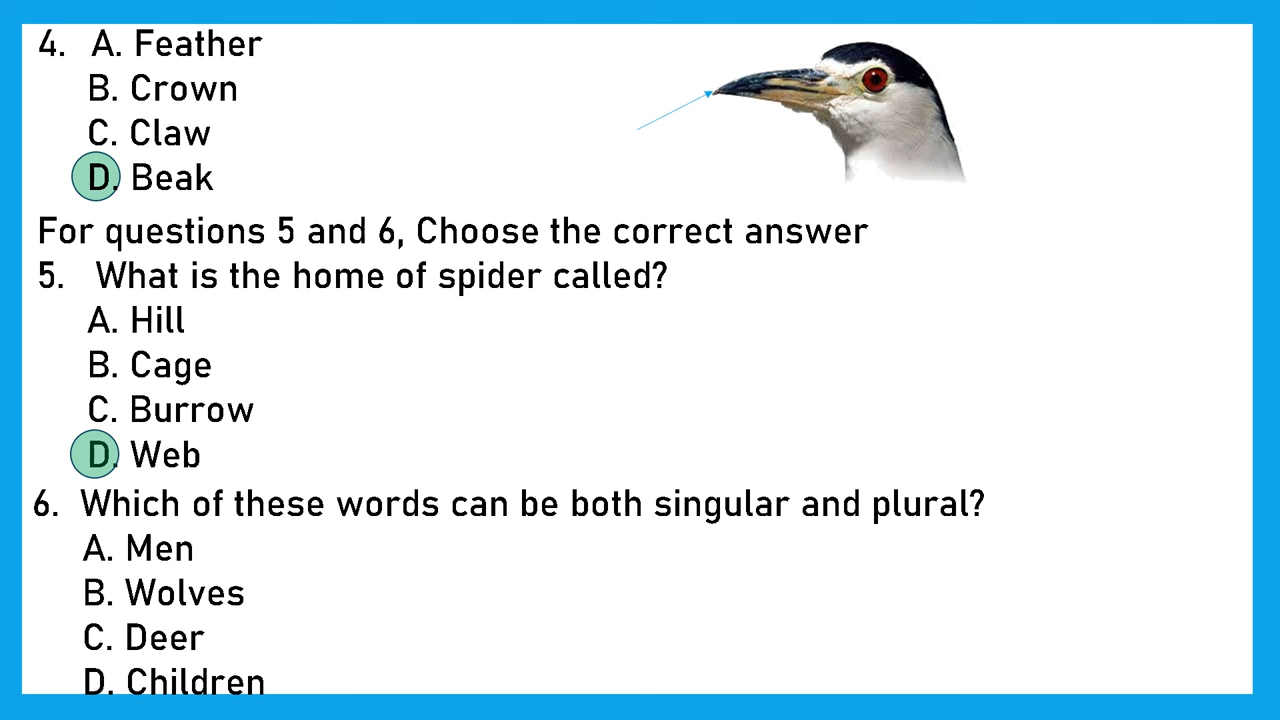 4. A. Feather
B. Crown
C. Claw
D. Beak
For questions 5 and 6, Choose the correct answer
5. What is the home of spider called?
A. Hill
B. Cage
C. Burrow
D. Web
6. Which of these words can be both singular and plural?
A. Men
B. Wolves
C. Deer
D. Children